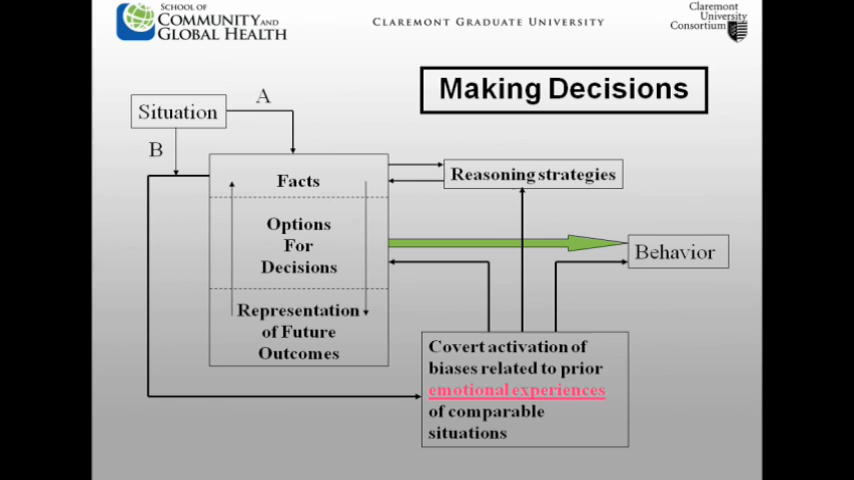 SCHOOL OF
COMMUNITY AND
GLOBAL HEALTH
CLAREMONT GRADUATE UNIVERSITY
Claremont
University
Consortium
Making Decisions
Situation
A
B
Facts
Reasoning strategies
Options
For
Decisions
Behavior
Representation
of Future
Outcomes
Covert activation of
biases related to prior
emotional experiences
of comparable
situations